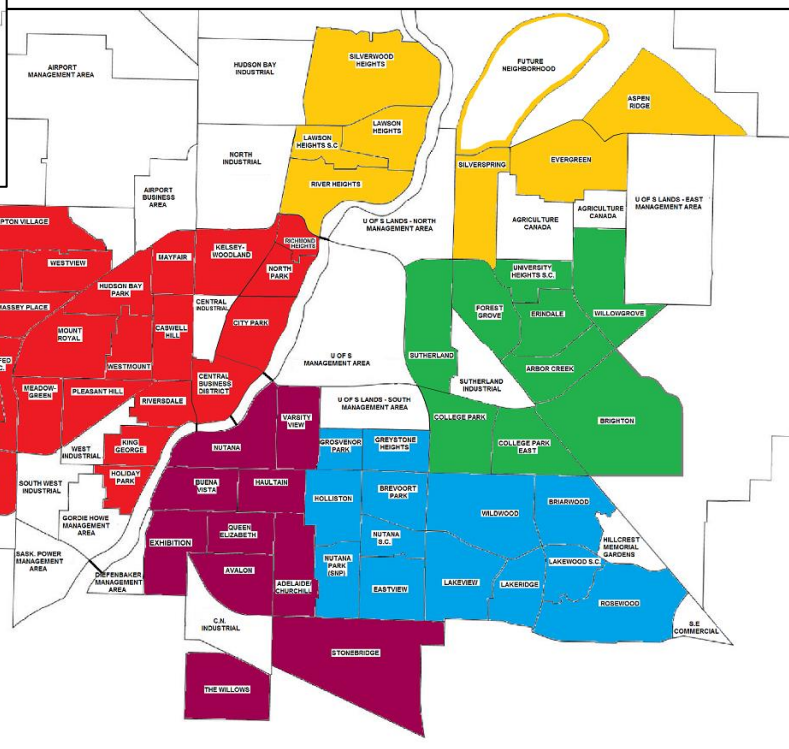 SILVERWOOD
HEIGHTS
HUDSON BAY
INDUSTRIAL
FUTURE
NEIGHBORHOOD
AIRPORT
MANAGEMENT AREA
ASPEN
RIDGE
LAWSON
HEIGHTS
LAWSON
HEIGHTS S.C
NORTH
INDUSTRIAL
SILVERSPRING
EVERGREEN
RIVER HEIGHTS
AIRPORT
BUSINESS
AREA
U OF S LANDS - EAST
MANAGEMENT AREA
AGRICULTURE
CANADA
AGRICULTURE
CANADA
U OF S LANDS - NORTH
MANAGEMENT AREA
PTON VILLAGE
RICHMOND
HEIGHTS
KELSEY-
WOODLAND
MAYFAIR
WESTVIEW
NORTH
PARK
UNIVERSITY
HEIGHTS S.C.
HUDSON BAY
PARK
CENTRAL
INDUSTRIAL
ASSEY PLACE
FOREST
GROVE
ERINDALE
WILLOWGROVE
CITY PARK
MOUNT
ROYAL
CASWELL
HILL
U OF S
MANAGEMENT AREA
SUTHERLAND
FED
C.
WESTMOUNT
ARBOR CREEK
CENTRAL
BUSINESS
DISTRICT
SUTHERLAND
INDUSTRIAL
MEADOW-
GREEN
PLEASANT HILL
RIVERSDALE
U OF S LANDS - SOUTH
MANAGEMENT AREA
VARSITY
VIEW
COLLEGE PARK
BRIGHTON
KING
GEORGE
NUTANA
GROSVENOR
PARK
GREYSTONE
HEIGHTS
COLLEGE PARK
EAST
WEST
INDUSTRIAL
HOLIDAY
PARK
SOUTH WEST
INDUSTRIAL
BUENA
VISTA
HAULTAIN
HOLLISTON
BREVOORT
PARK
BRIARWOOD
WILDWOOD
GORDIE HOWE
MANAGEMENT
AREA
QUEEN
ELIZABETH
EXHIBITION
NUTANA
S.C.
HILLCREST
MEMORIAL
GARDENS
SASK. POWER
MANAGEMENT
AREA
NUTANA
PARK
(SNP)
LAKEWOOD S.C.
AVALON
DIEFENBAKER
MANAGEMENT
AREA
ADELAIDE/
CHURCHILL
EASTVIEW
LAKEVIEW
LAKERIDGE
ROSEWOOD
C.N.
INDUSTRIAL
S.E
COMMERCIAL
STONEBRIDGE
THE WILLOWS